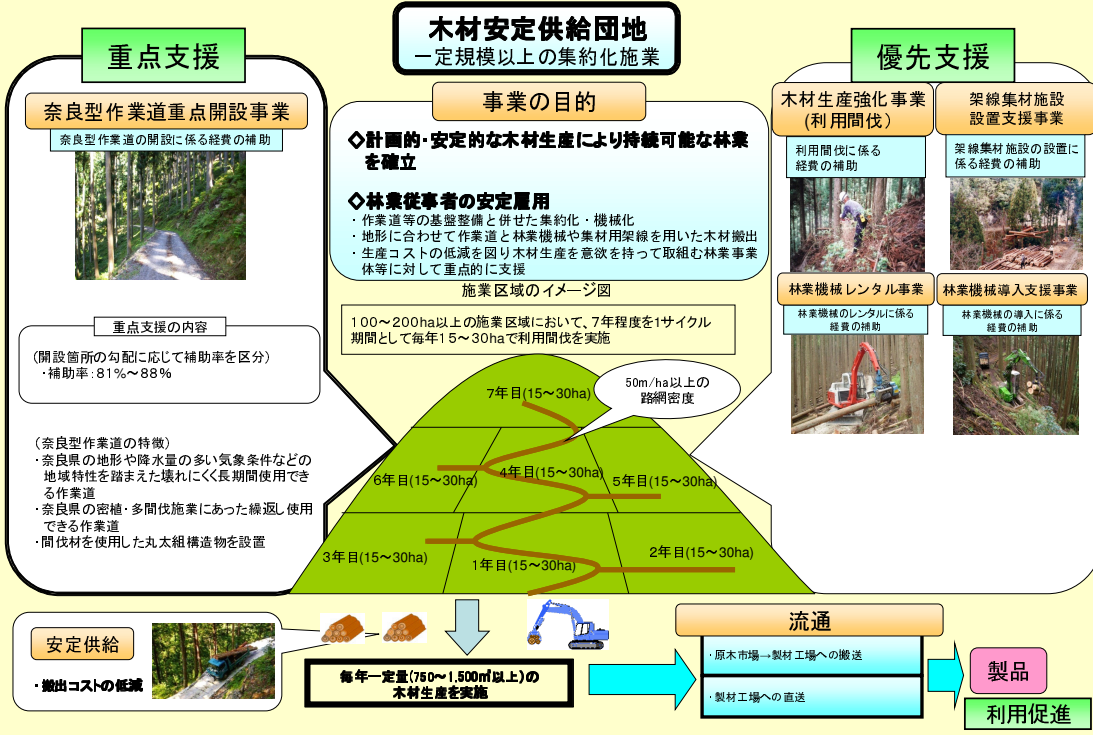 木材安定供給団地
一定規模以上の集約化施業
重点支援
奈良型作業道重点開設事業
奈良型作業道の開設に係る経費の補助
重点支援の内容
（開設箇所の勾配に応じて補助率を区分）
・補助率：81％～88％
（奈良型作業道の特徴）
・奈良県の地形や降水量の多い気象条件などの
地域特性を踏まえた壊れにくく長期間使用でき
る作業道
・奈良県の密植・多間伐施業にあった繰返し使用
できる作業道
・間伐材を使用した丸太組構造物を設置
事業の目的
◇計画的・安定的な木材生産により持続可能な林業
を確立
◇林業従事者の安定雇用
・作業道等の基盤整備と併せた集約化・機械化
・地形に合わせて作業道と林業機械や集材用架線を用いた木材搬出
・生産コストの低減を図り木材生産を意欲を持って取組む林業事業
体等に対して重点的に支援
施業区域のイメージ図
100～200ha以上の施業区域において、7年程度を1サイクル
期間として毎年15～30haで利用間伐を実施
50m/ha以上の
路網密度
7年目(15～30ha)
6年目(15～30ha)
4年目(15～30ha)
5年目(15～30ha)
3年目(15～30ha)
1年目(15～30ha)
2年目(15～30ha)
優先支援
木材生産強化事業
(利用間伐)
利用間伐に係る
経費の補助
架線集材施設
設置支援事業
架線集材施設の設置に
係る経費の補助
林業機械レンタル事業
林業機械のレンタルに係る
経費の補助
林業機械導入支援事業
林業機械の導入に係る
経費の補助
安定供給
・搬出コストの低減
毎年一定量(750～1,500㎥以上)の
木材生産を実施
流通
・原木市場→製材工場への搬送
・製材工場への直送
製品
利用促進